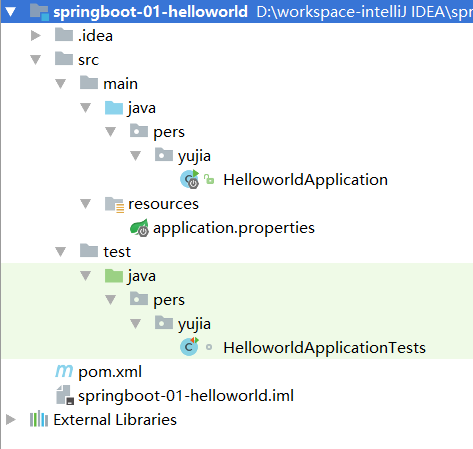 springboot-01-helloworld D:\workspace-intelliJ IDEA\spr
.idea
src
main
java
pers
yujia
HelloworldApplication
resources
application.properties
test
java
pers
yujia
HelloworldApplicationTests
pom.xml
springboot-01-helloworld.iml
External Libraries